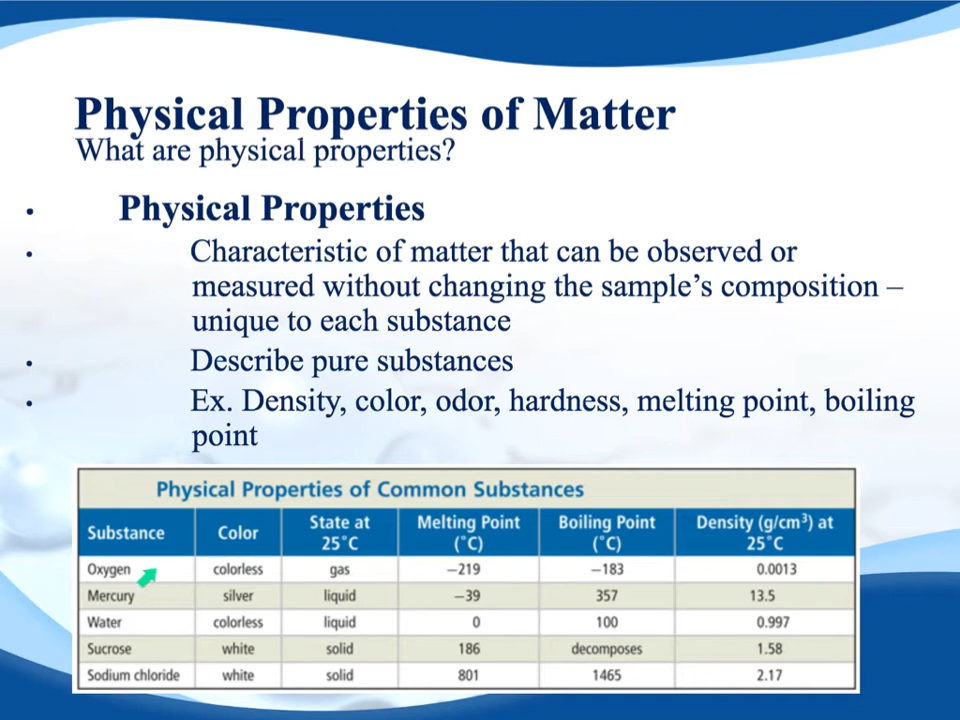 Physical Properties of Matter
What are physical properties?
• Physical Properties
• Characteristic of matter that can be observed or
measured without changing the sample’s composition –
unique to each substance
• Describe pure substances
• Ex. Density, color, odor, hardness, melting point, boiling
point
Physical Properties of Common Substances
Substance Color State at 25˚C Melting Point (˚C) Boiling Point (˚C) Density (g/cm³) at 25˚C
Oxygen colorless gas −219 −183 0.0013
Mercury silver liquid −39 357 13.5
Water colorless liquid 0 100 0.997
Sucrose white solid 186 decomposes 1.58
Sodium chloride white solid 801 1465 2.17